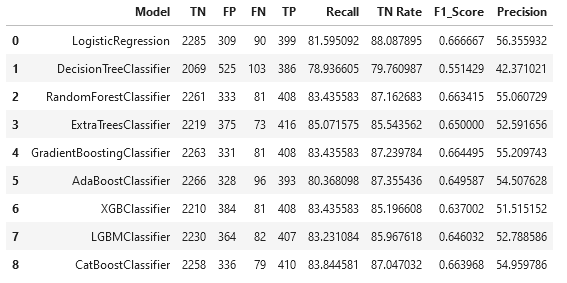 Model TN FP FN TP Recall TN Rate F1_Score Precision
0 LogisticRegression 2285 309 90 399 81.595092 88.087895 0.666667 56.355932
1 DecisionTreeClassifier 2069 525 103 386 78.936605 79.760987 0.551429 42.371021
2 RandomForestClassifier 2261 333 81 408 83.435583 87.162683 0.663415 55.060729
3 ExtraTreesClassifier 2219 375 73 416 85.071575 85.543562 0.650000 52.591656
4 GradientBoostingClassifier 2263 331 81 408 83.435583 87.239784 0.664495 55.209743
5 AdaBoostClassifier 2266 328 96 393 80.368098 87.355436 0.649587 54.507628
6 XGBClassifier 2210 384 81 408 83.435583 85.196608 0.637002 51.515152
7 LGBMClassifier 2230 364 82 407 83.231084 85.967618 0.646032 52.788586
8 CatBoostClassifier 2258 336 79 410 83.844581 87.047032 0.663968 54.959786